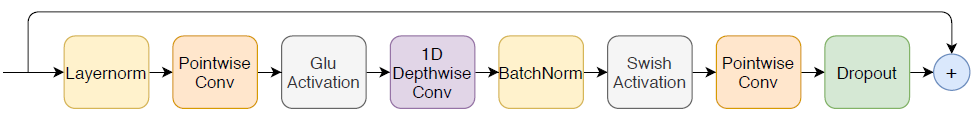 Layernorm
Pointwise
Conv
Glu
Activation
1D
Depthwise
Conv
BatchNorm
Swish
Activation
Pointwise
Conv
Dropout
+